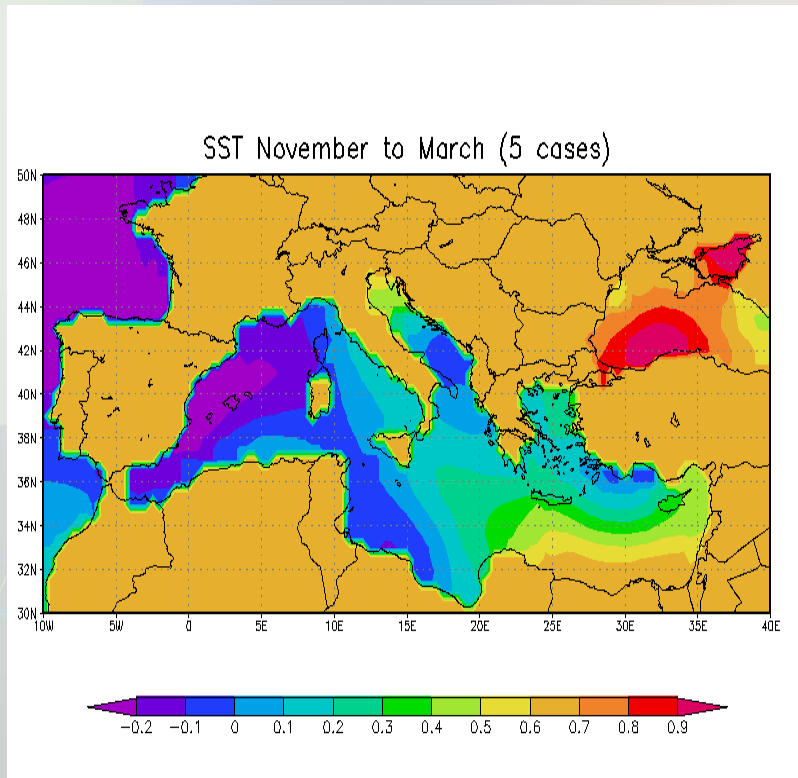 SST November to March (5 cases)
50N
48N
46N
44N
42N
40N
38N
36N
34N
32N
30N
10W 5W 0 5E 10E 15E 20E 25E 30E 35E 40E
-0.2 -0.1 0 0.1 0.2 0.3 0.4 0.5 0.6 0.7 0.8 0.9